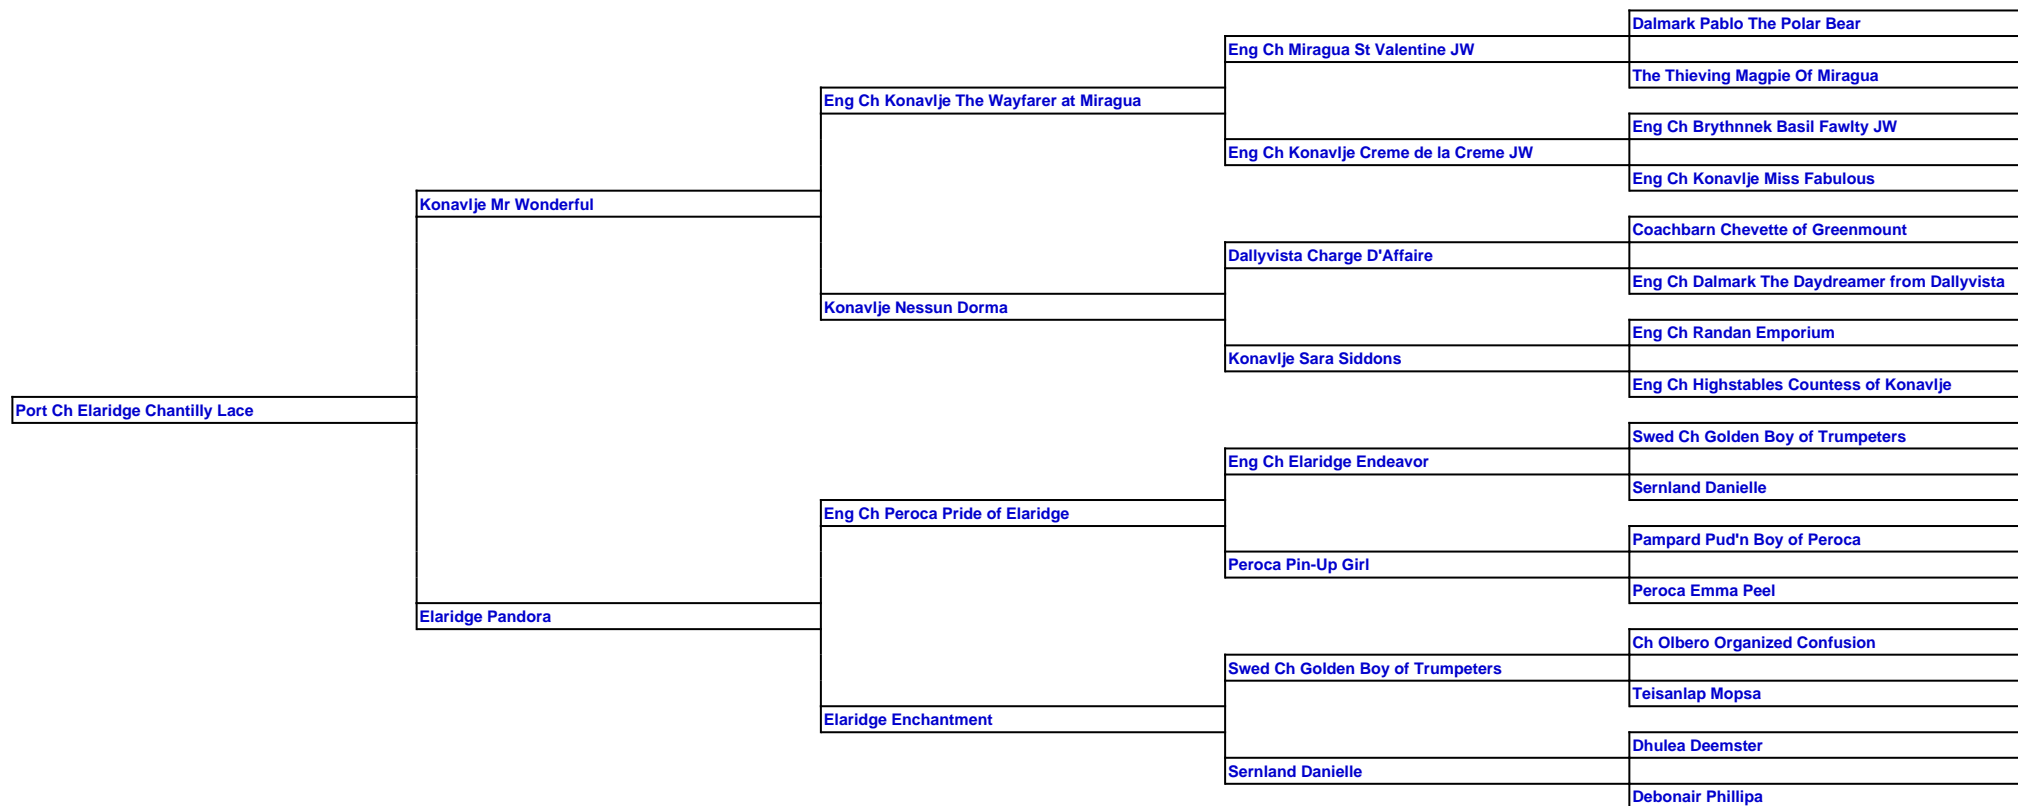 Dalmark Pablo The Polar Bear
Eng Ch Miragua St Valentine JW
The Thieving Magpie Of Miragua
Eng Ch Konavlje The Wayfarer at Miragua
Eng Ch Brythnnek Basil Fawlty JW
Eng Ch Konavlje Creme de la Creme JW
Eng Ch Konavlje Miss Fabulous
Konavlje Mr Wonderful
Coachbarn Chevette of Greenmount
Dallyvista Charge D'Affaire
Eng Ch Dalmark The Daydreamer from Dallyvista
Konavlje Nessun Dorma
Eng Ch Randan Emporium
Konavlje Sara Siddons
Eng Ch Highstables Countess of Konavlje
Port Ch Elaridge Chantilly Lace
Swed Ch Golden Boy of Trumpeters
Eng Ch Elaridge Endeavor
Sernland Danielle
Eng Ch Peroca Pride of Elaridge
Pampard Pud'n Boy of Peroca
Peroca Pin-Up Girl
Peroca Emma Peel
Elaridge Pandora
Ch Olbero Organized Confusion
Swed Ch Golden Boy of Trumpeters
Teisanlap Mopsa
Elaridge Enchantment
Dhulea Deemster
Sernland Danielle
Debonair Phillipa